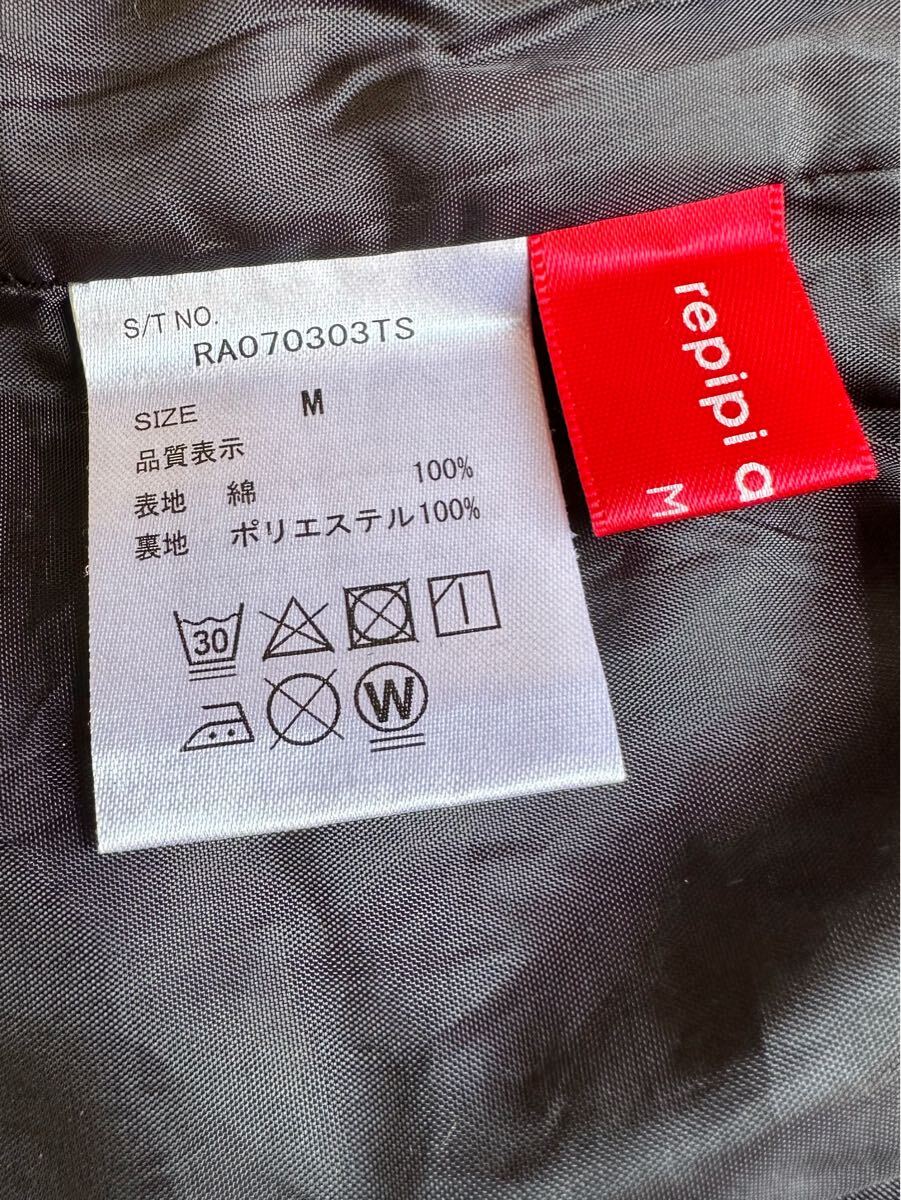 S/T NO.
RA070303TS
SIZE M
品質表示
表地 綿 100%
裏地 ポリエステル100%
30
W
repipi a
M